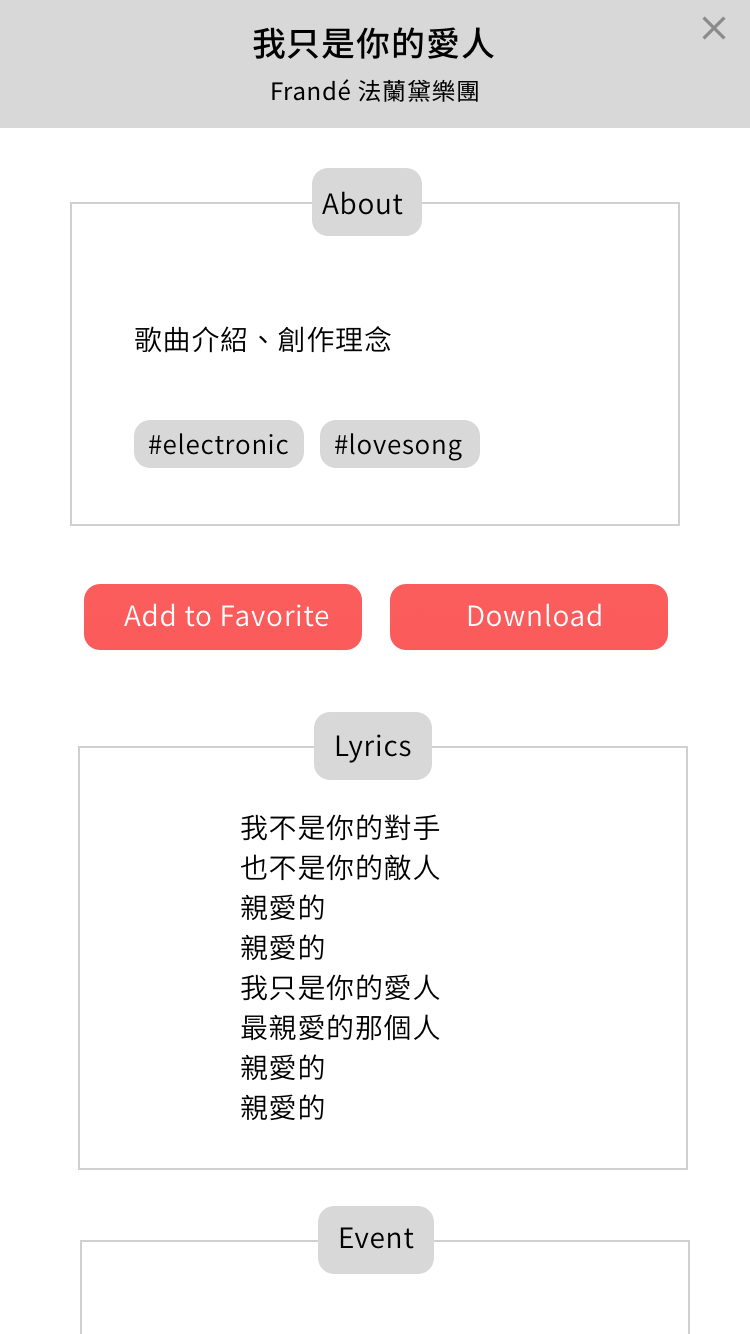 我只是你的愛人
Frandé 法蘭黛樂團
About
歌曲介紹、創作理念
#electronic #lovesong
Add to Favorite Download
Lyrics
我不是你的對手
也不是你的敵人
親愛的
親愛的
我只是你的愛人
最親愛的那個人
親愛的
親愛的
Event